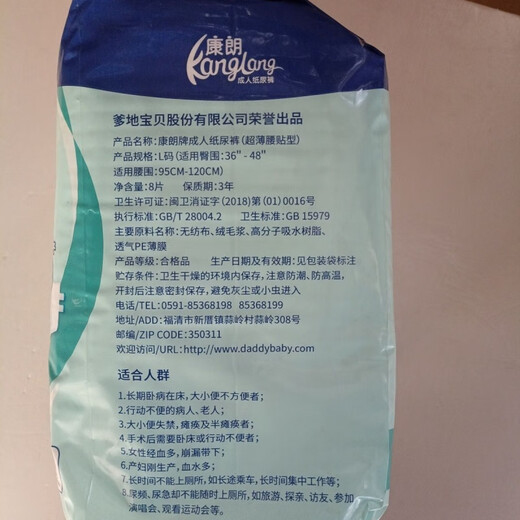 康朗
Kanglang
成人纸尿裤
爹地宝贝股份有限公司荣誉出品
产品名称:康朗牌成人纸尿裤(超薄腰贴型)
产品规格:L码(适用臀围:36"-48"
适用腰围:95CM-120CM)
净含量:8片 保质期:3年
卫生许可证:闽卫消证字(2018)第(01)0016号
执行标准:GB/T 28004.2 卫生标准:GB 15979
主要原料名称:无纺布、绒毛浆、高分子吸水树脂、
透气PE薄膜
产品等级:合格品 生产日期及有效期:见包装袋标注
贮存条件:卫生干燥的环境内保存,注意防潮、防高温,
开封后注意密封保存,避免灰尘或小虫进入
电话/TEL:0591-85368198 85368199
地址/ADD:福清市新厝镇蒜岭村蒜岭308号
邮编/ZIP CODE:350311
欢迎访问/URL:http://www.daddybaby.com
适合人群
1.长期卧病在床,大小便不方便者;
2.行动不便的病人、老人;
3.大小便失禁,瘫痪及半瘫痪者;
4.手术后需要卧床或行动不便者;
5.女性经血多,崩漏带下;
6.产妇刚生产,血水多;
7.长时间不能上厕所,如长途乘车,长时间集中工作等;
8.尿频、尿急却不能随时上厕所,如旅游、探亲、访友、参加
演唱会、观看运动会等。